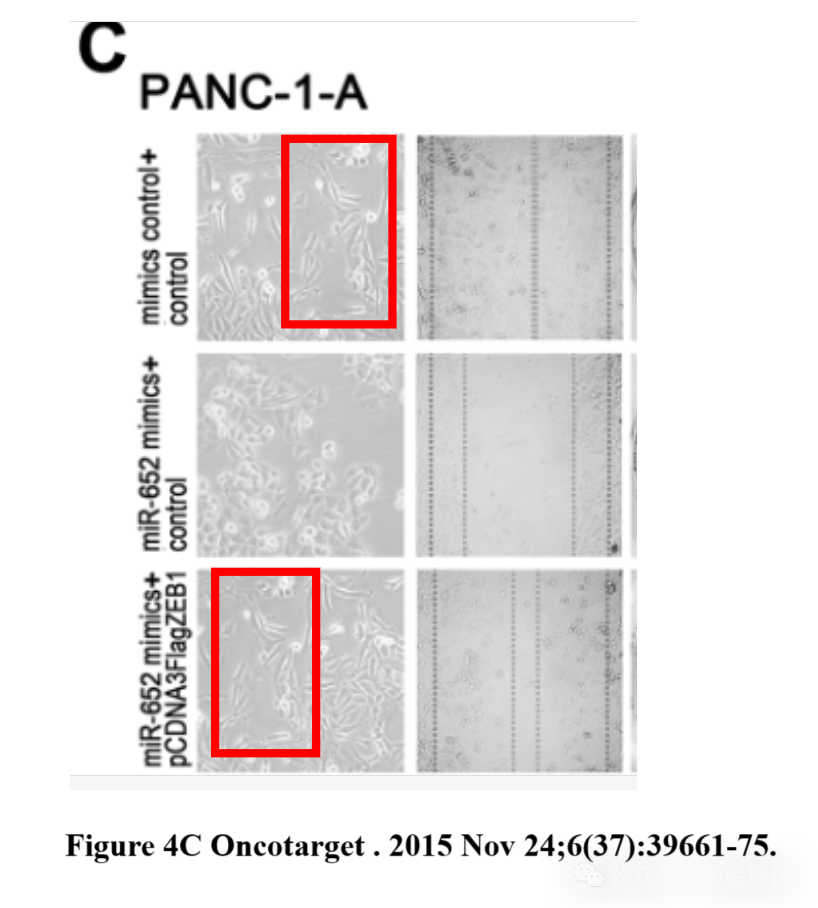 C
PANC-1-A
mimics control+
control
miR-652 mimics+
control
miR-652 mimics+
pCDNA3FlagZEB1
Figure 4C Oncotarget . 2015 Nov 24;6(37):39661-75.